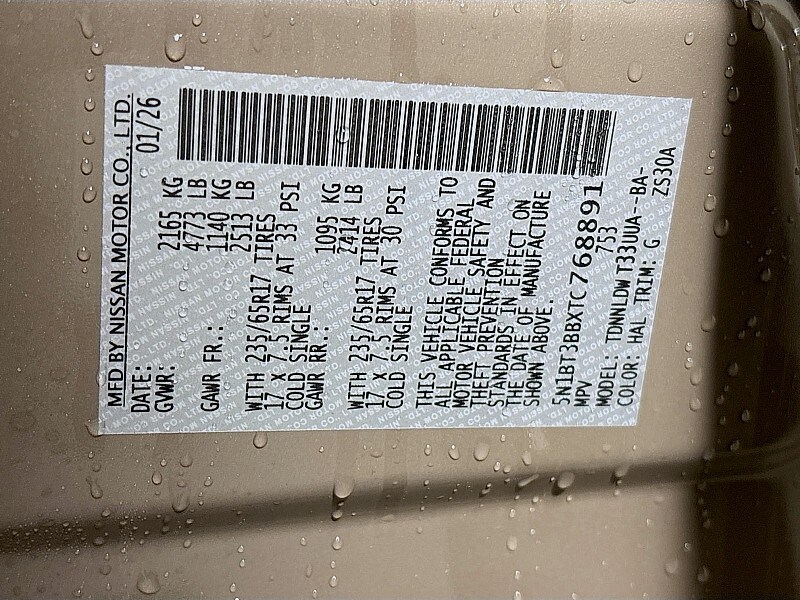 MFD BY NISSAN MOTOR CO., LTD.
DATE: 01/26
GVWR: 2165 KG
4773 LB
GAWR FR.: 1140 KG
2513 LB
WITH 235/65R17 TIRES
17 X 7.5 RIMS AT 33 PSI
COLD SINGLE
GAWR RR.: 1095 KG
2414 LB
WITH 235/65R17 TIRES
17 X 7.5 RIMS AT 30 PSI
COLD SINGLE
THIS VEHICLE CONFORMS TO
ALL APPLICABLE FEDERAL
MOTOR VEHICLE SAFETY AND
THEFT PREVENTION
STANDARDS IN EFFECT ON
THE DATE OF MANUFACTURE
SHOWN ABOVE.
5N1BT3BBXTC768891
MPV 753
MODEL: TDNNLDWT33JUA--BA-
COLOR: HAL TRIM: G ZS30A